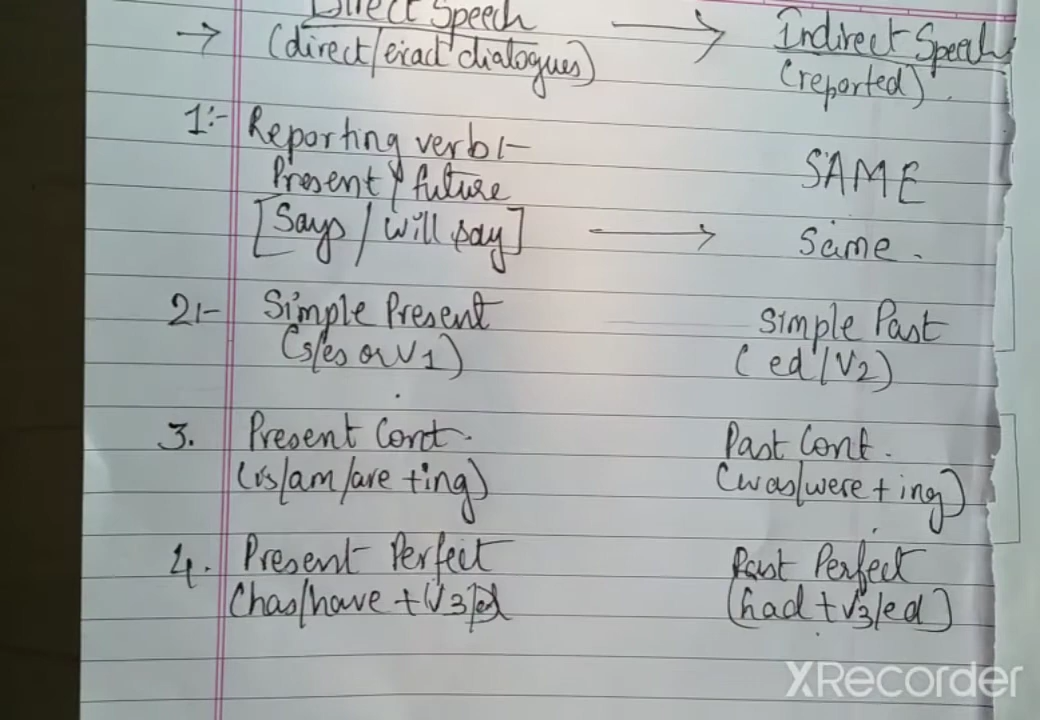 Direct Speech → Indirect Speech
→ (direct/exact dialogues) (reported).
1:- Reporting verb:-
Present / future SAME
[Says / will say] → Same.
2:- Simple Present Simple Past
(s/es or V1) (ed/V2)
3. Present Cont. Past Cont.
(is/am/are +ing) (was/were + ing)
4. Present Perfect Past Perfect
(has/have + V3/ed (had + V3/ed)
XRecorder